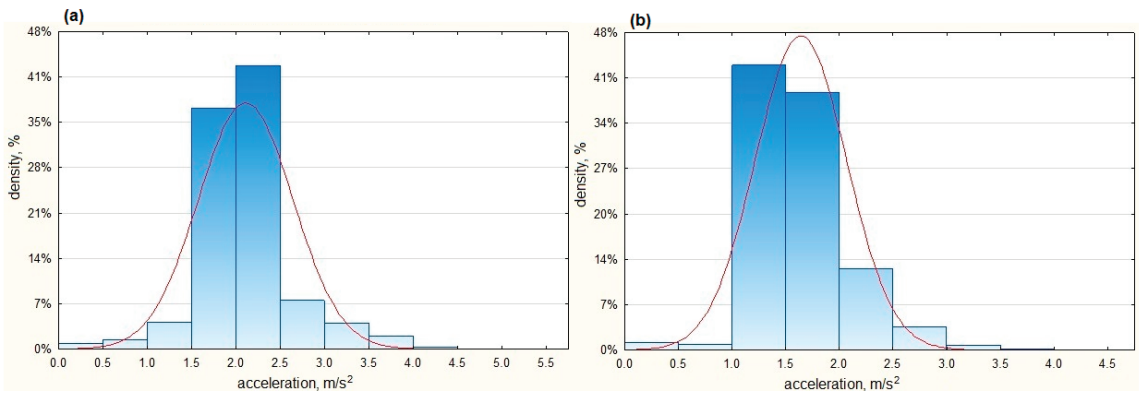 (a)
48%
41%
35%
28%
21%
14%
7%
0%
density, %
0.0 0.5 1.0 1.5 2.0 2.5 3.0 3.5 4.0 4.5 5.0 5.5
acceleration, m/s²
(b)
48%
41%
34%
27%
20%
14%
7%
0%
density, %
0.0 0.5 1.0 1.5 2.0 2.5 3.0 3.5 4.0 4.5
acceleration, m/s²